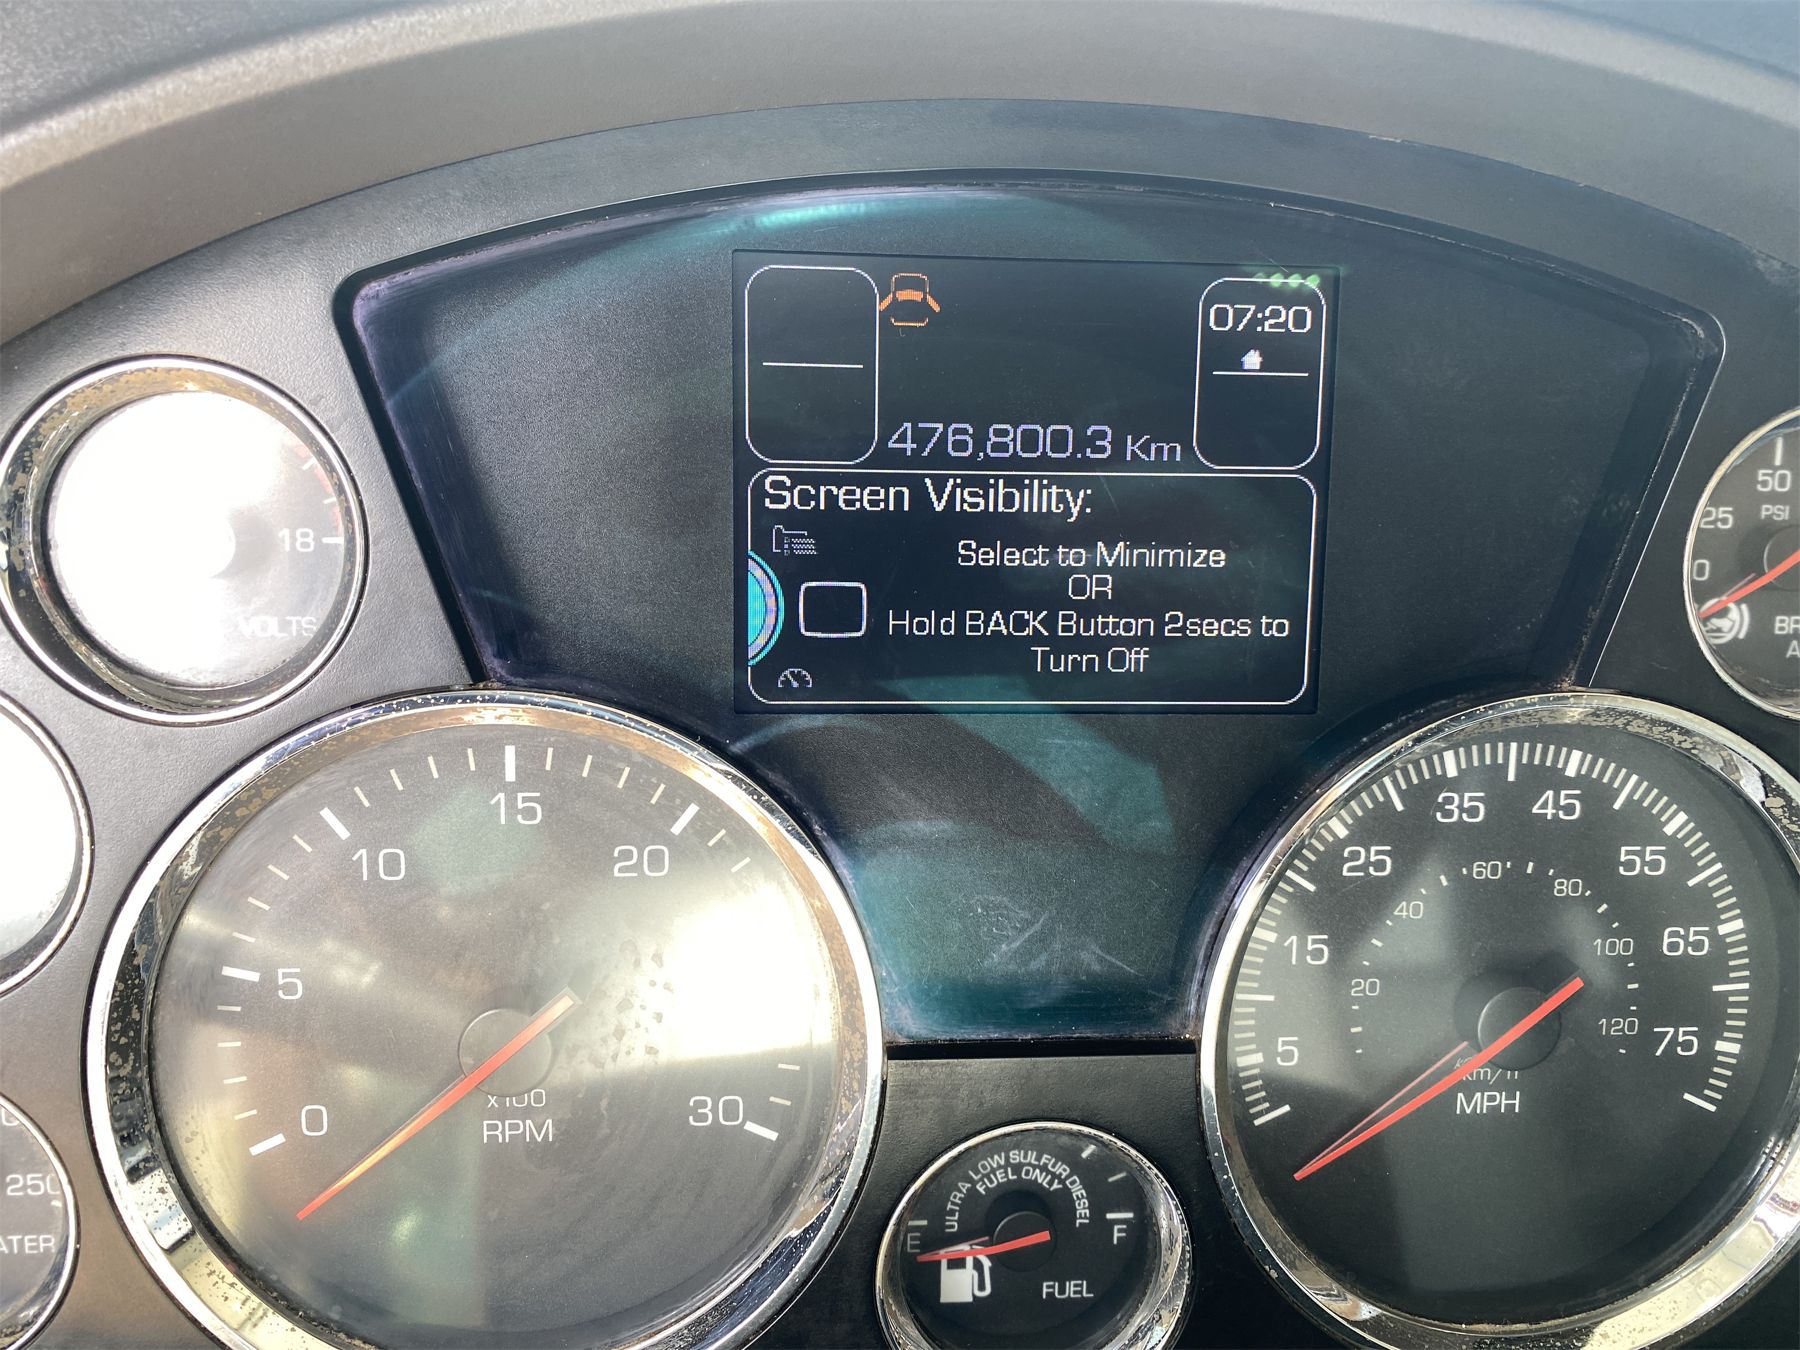 07:20
476,800.3 Km
Screen Visibility:
Select to Minimize
OR
Hold BACK Button 2secs to
Turn Off
18
VOLTS
50
PSI
25
0
0
5
10
15
20
30
x100
RPM
5
15
25
35
45
55
65
75
20
40
60
80
100
120
km/h
MPH
ULTRA LOW SULFUR DIESEL
FUEL ONLY
E
F
FUEL